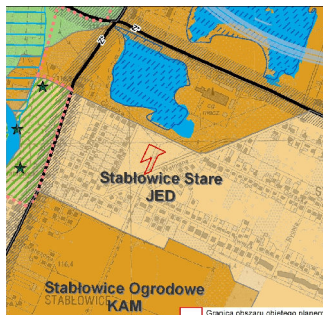 Stabłowice Stare
JED
Stabłowice Ogrodowe
KAM
STABŁOWICE
Granica obszaru objętego planem